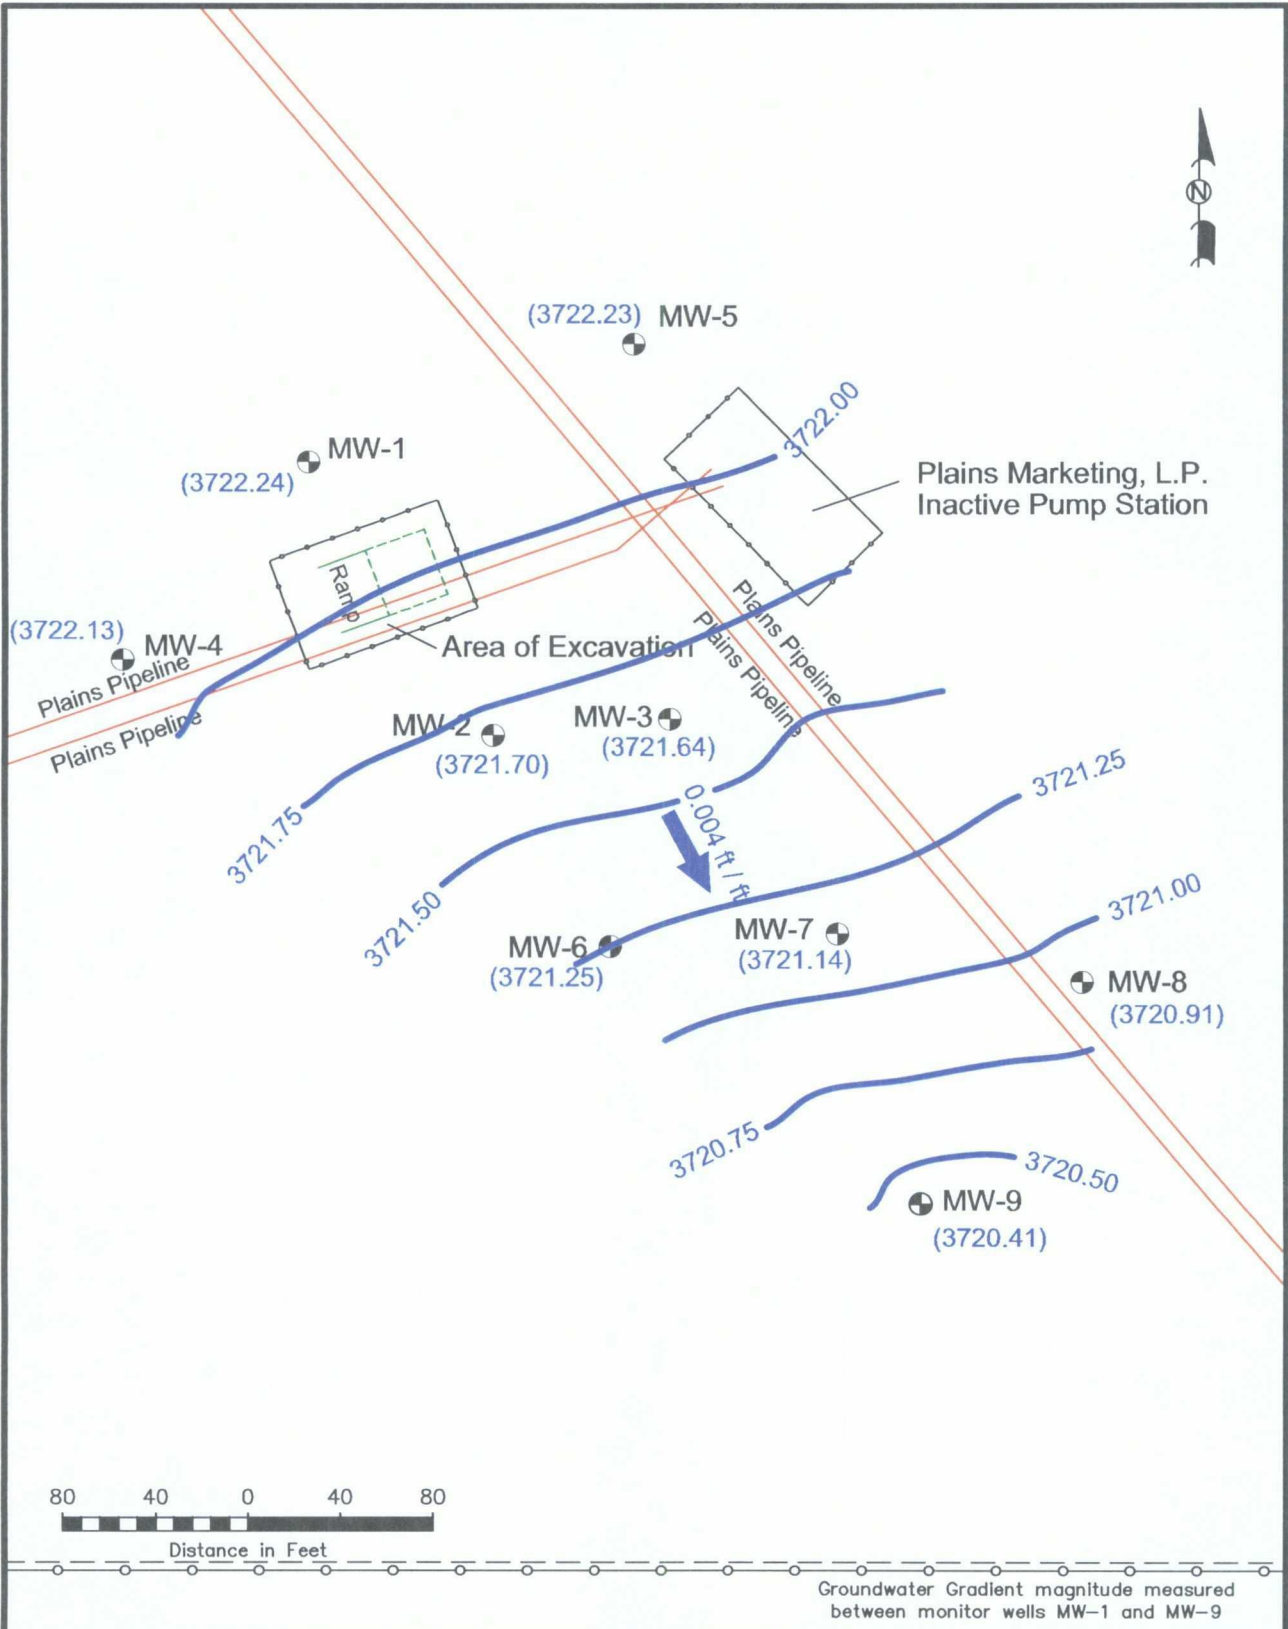 N
(3722.23) MW-5
3722.00
MW-1
(3722.24)
Plains Marketing, L.P.
Inactive Pump Station
Ramp
(3722.13)
MW-4
Area of Excavation
Plains Pipeline
Plains Pipeline
Plains Pipeline
Plains Pipeline
MW-2
(3721.70)
MW-3
(3721.64)
3721.75
0.004 ft / ft
3721.25
3721.50
3721.00
MW-6
(3721.25)
MW-7
(3721.14)
MW-8
(3720.91)
3720.75
3720.50
MW-9
(3720.41)
80 40 0 40 80
Distance in Feet
Groundwater Gradient magnitude measured
between monitor wells MW-1 and MW-9